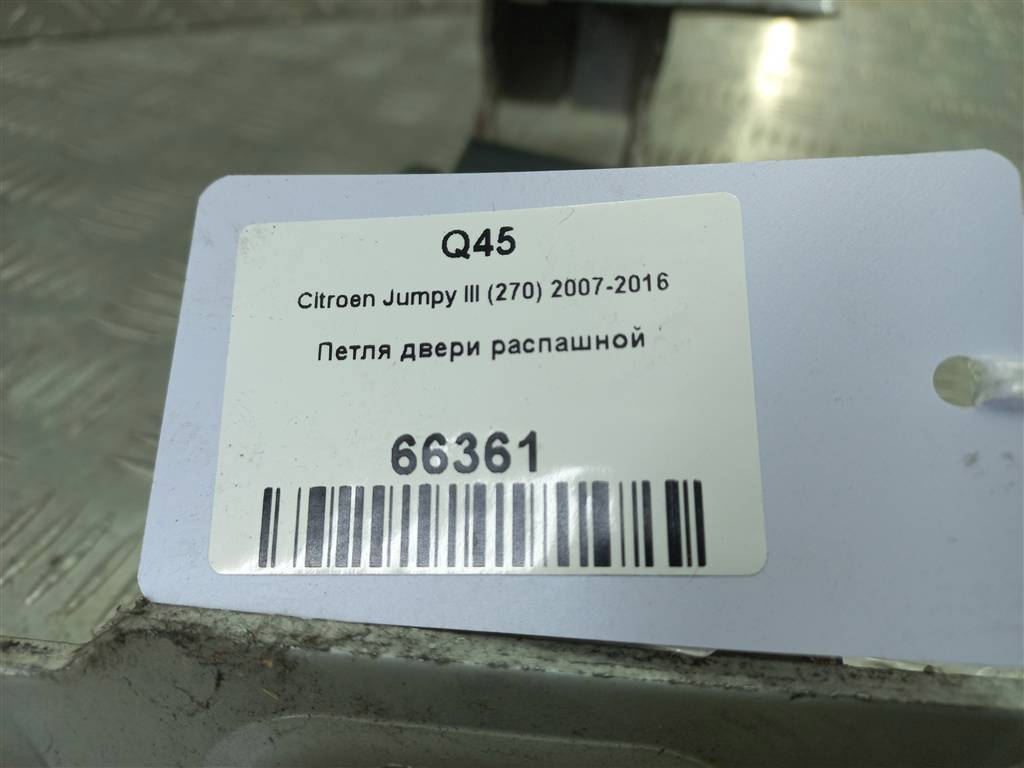 Q45
Citroen Jumpy III (270) 2007-2016
Петля двери распашной
66361